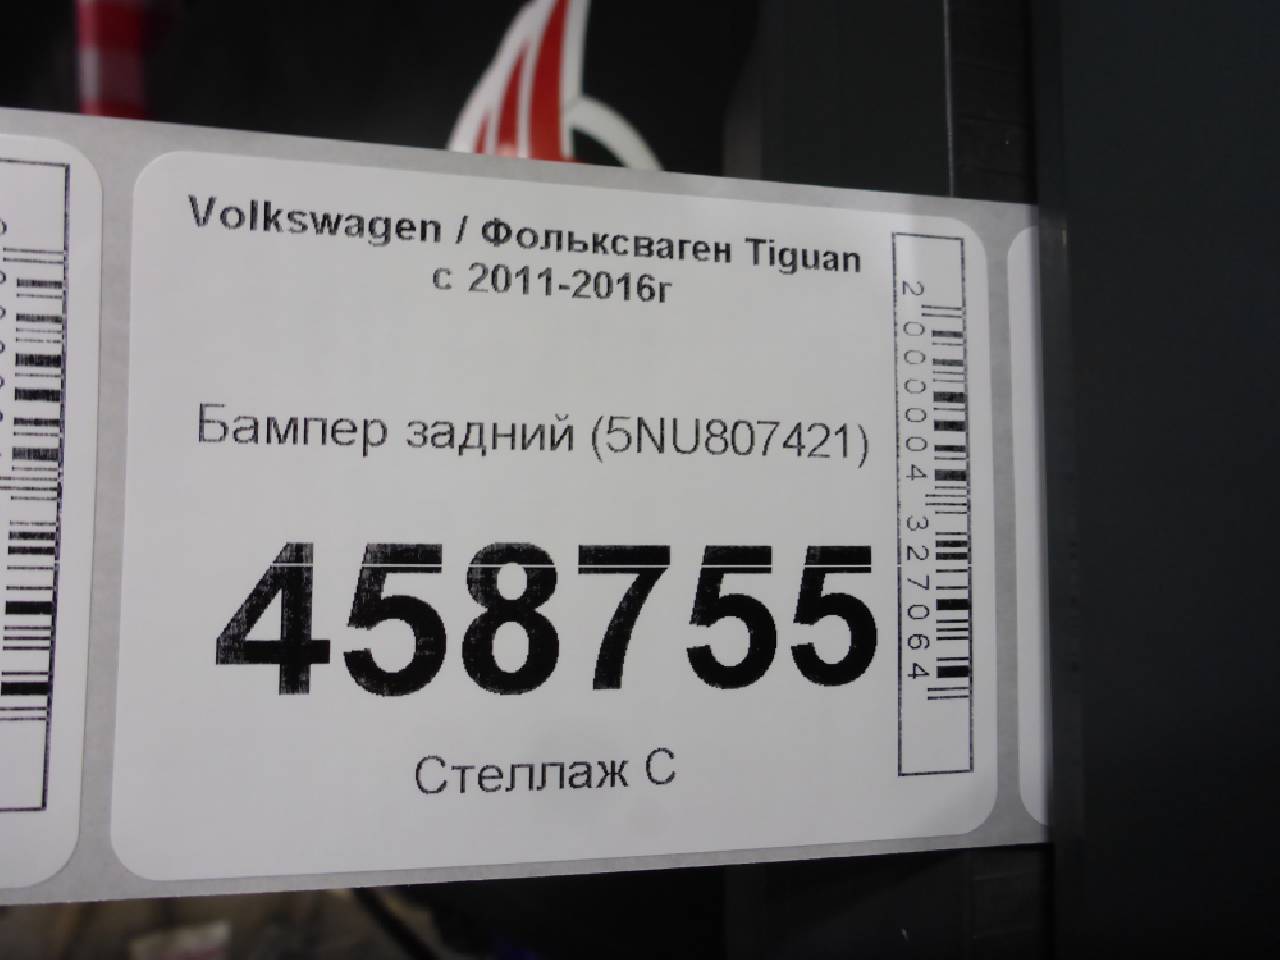 Volkswagen / Фольксваген Tiguan
с 2011-2016г
Бампер задний (5NU807421)
458755
Стеллаж С
2000004327064